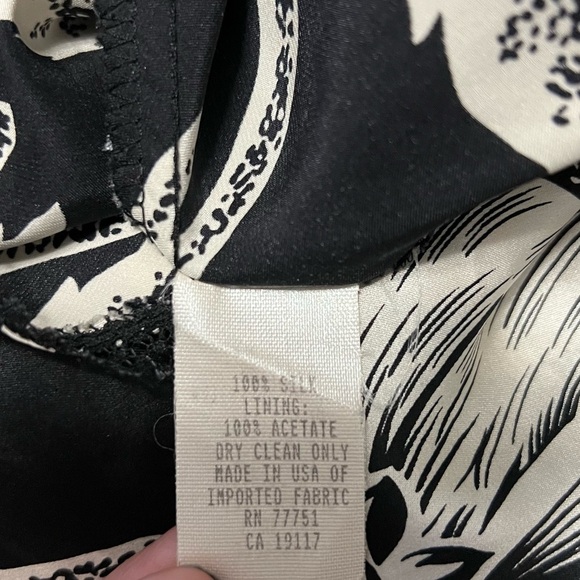 100% SILK
LINING:
100% ACETATE
DRY CLEAN ONLY
MADE IN USA OF
IMPORTED FABRIC
RN 77751
CA 19117